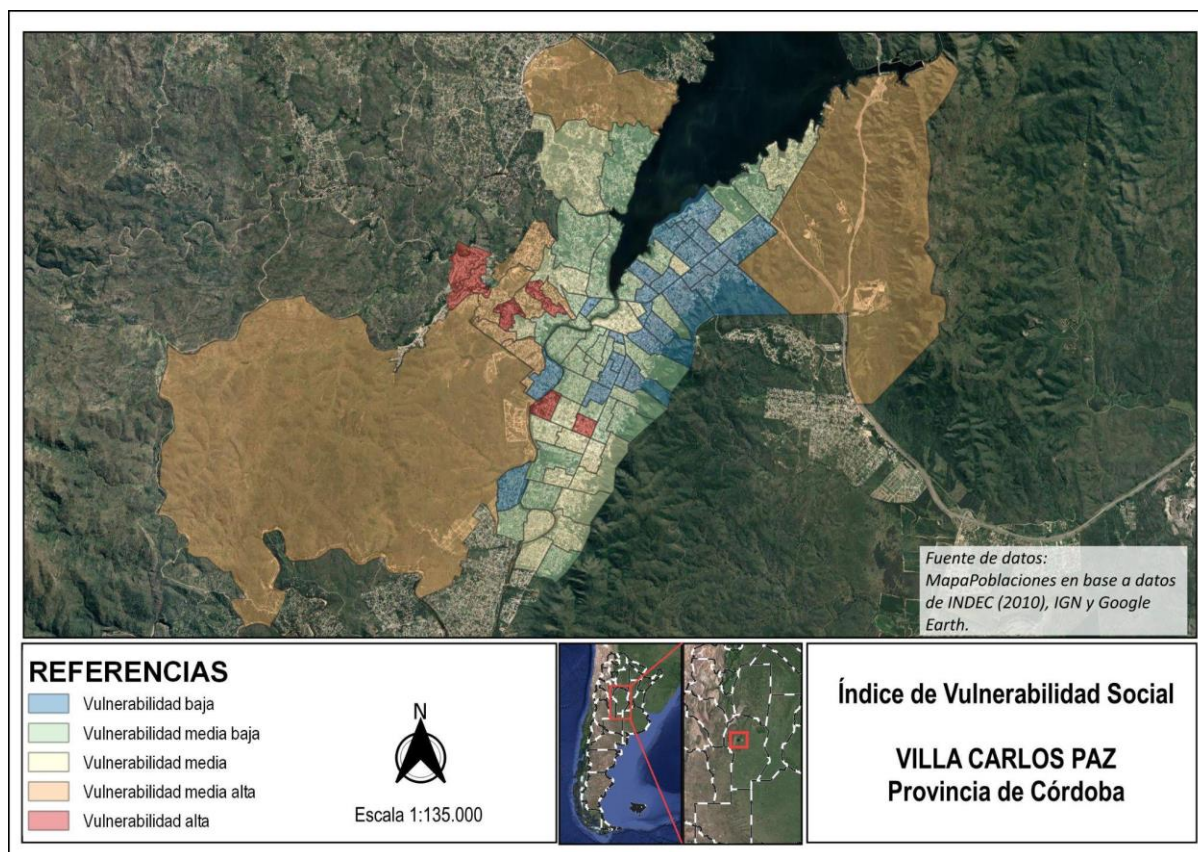 Fuente de datos:
MapaPoblaciones en base a datos
de INDEC (2010), IGN y Google
Earth.
REFERENCIAS
Vulnerabilidad baja
Vulnerabilidad media baja
Vulnerabilidad media
Vulnerabilidad media alta
Vulnerabilidad alta
N
Escala 1:135.000
Índice de Vulnerabilidad Social
VILLA CARLOS PAZ
Provincia de Córdoba